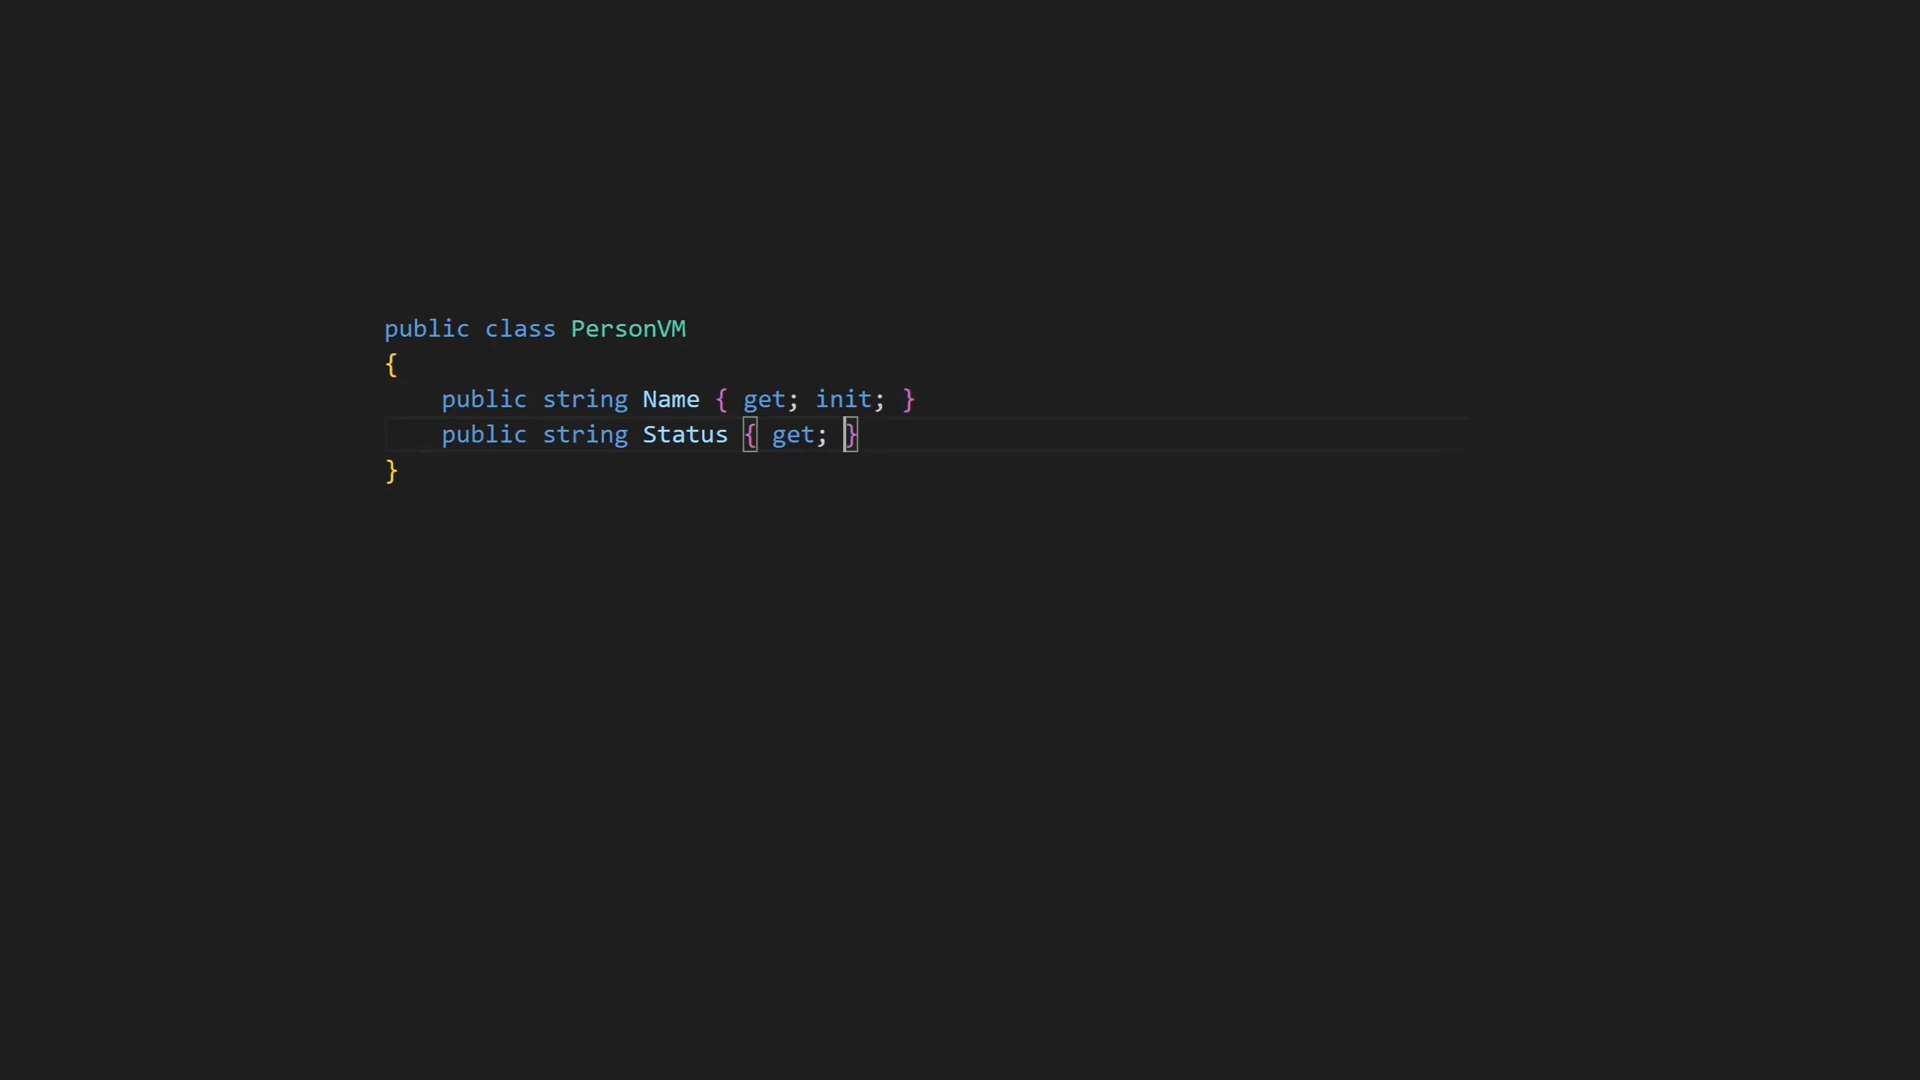 public class PersonVM
{
    public string Name { get; init; }
    public string Status { get; }
}